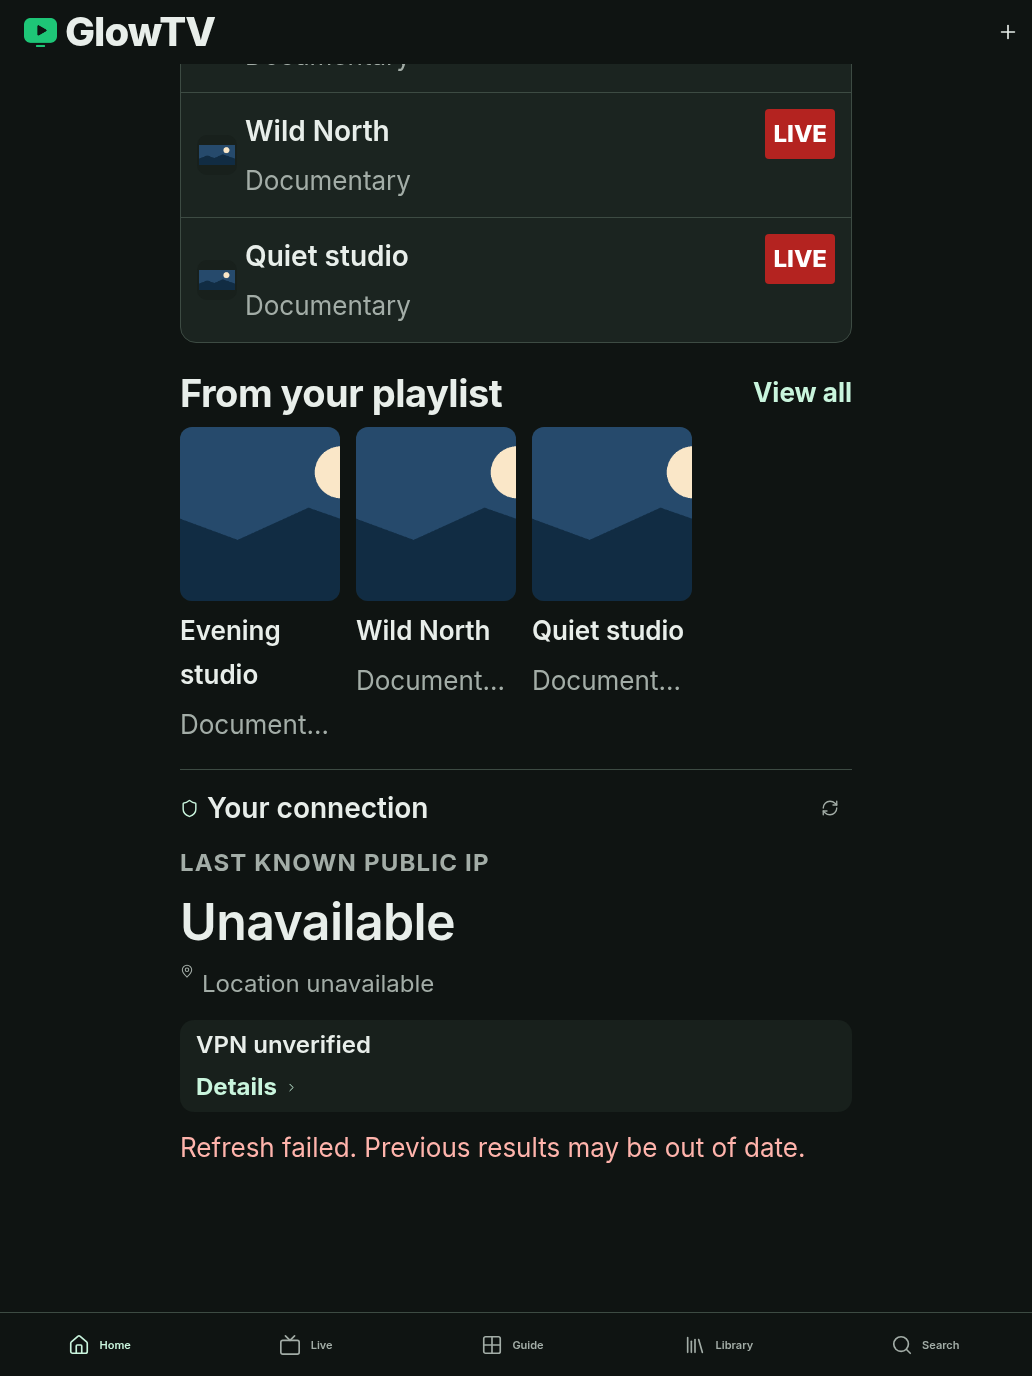 GlowTV
Documentary
Wild North
LIVE
Documentary
Quiet studio
LIVE
Documentary
From your playlist
View all
Evening
studio
Document...
Wild North
Document...
Quiet studio
Document...
Your connection
LAST KNOWN PUBLIC IP
Unavailable
Location unavailable
VPN unverified
Details
Refresh failed. Previous results may be out of date.
Home
Live
Guide
Library
Search